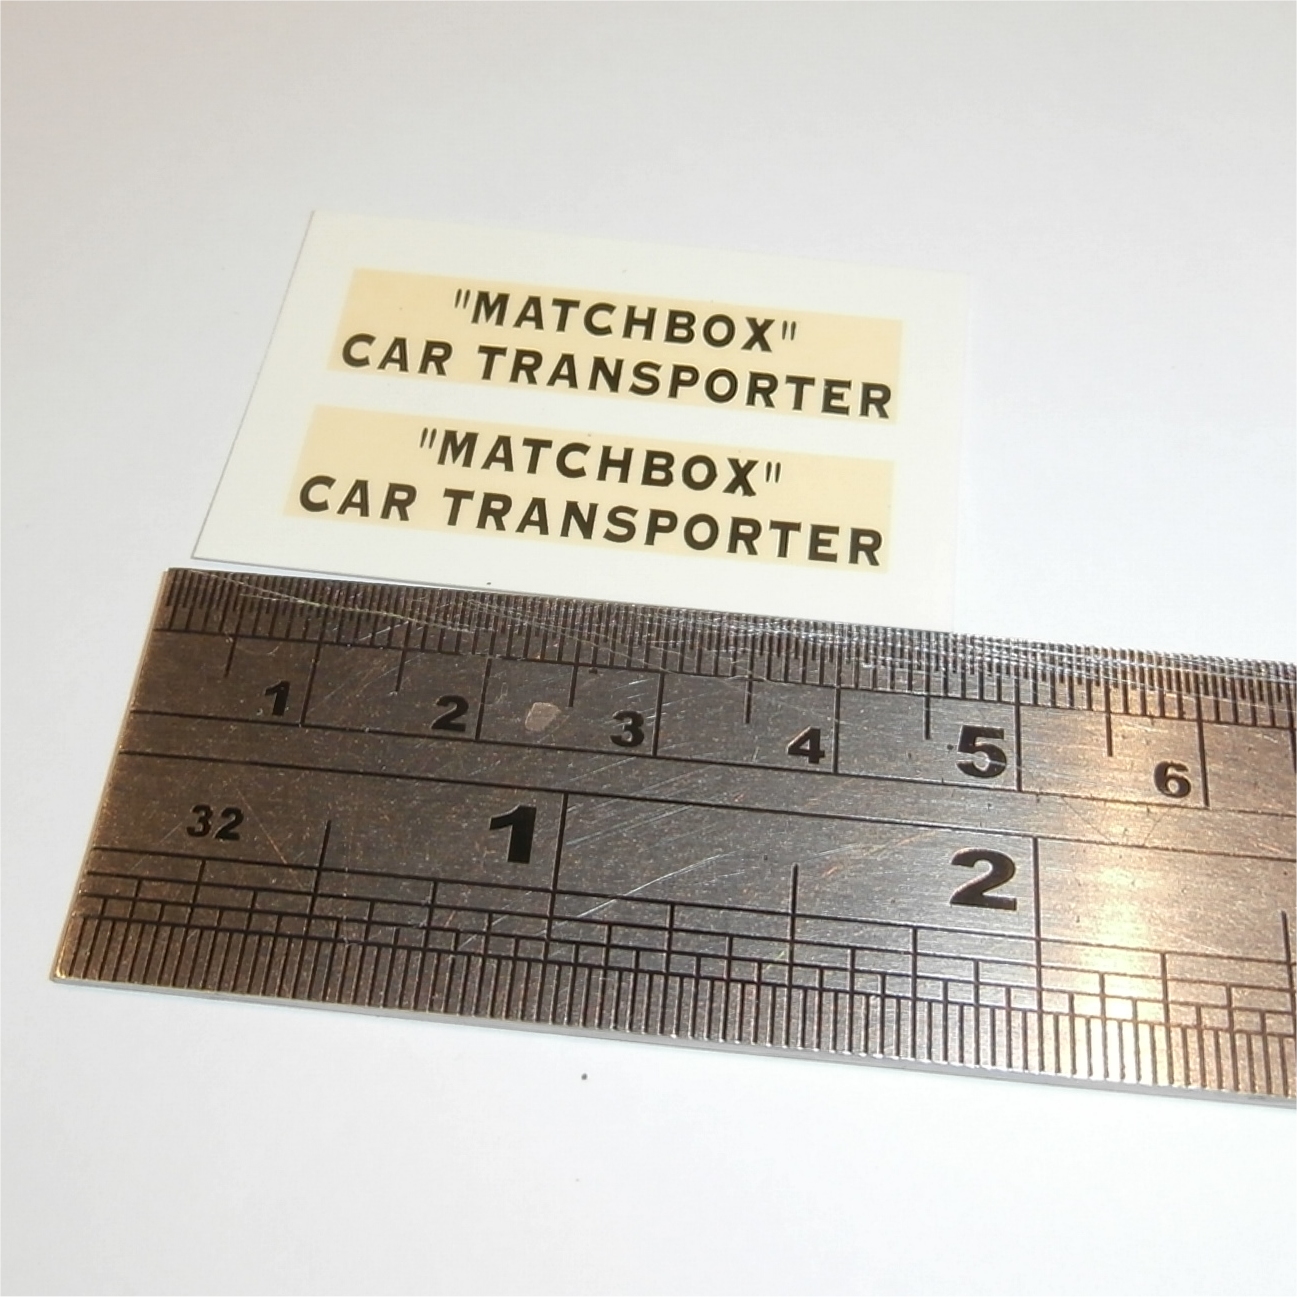 "MATCHBOX"
CAR TRANSPORTER
"MATCHBOX"
CAR TRANSPORTER
1 2 3 4 5 6
32 1 2